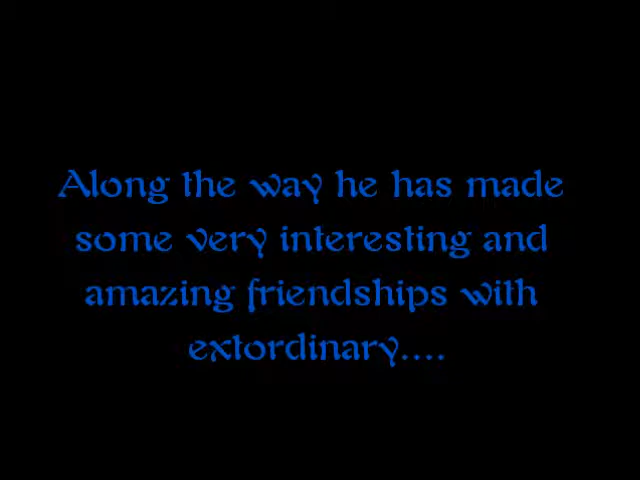 Along the way he has made
some very interesting and
amazing friendships with
extordinary....